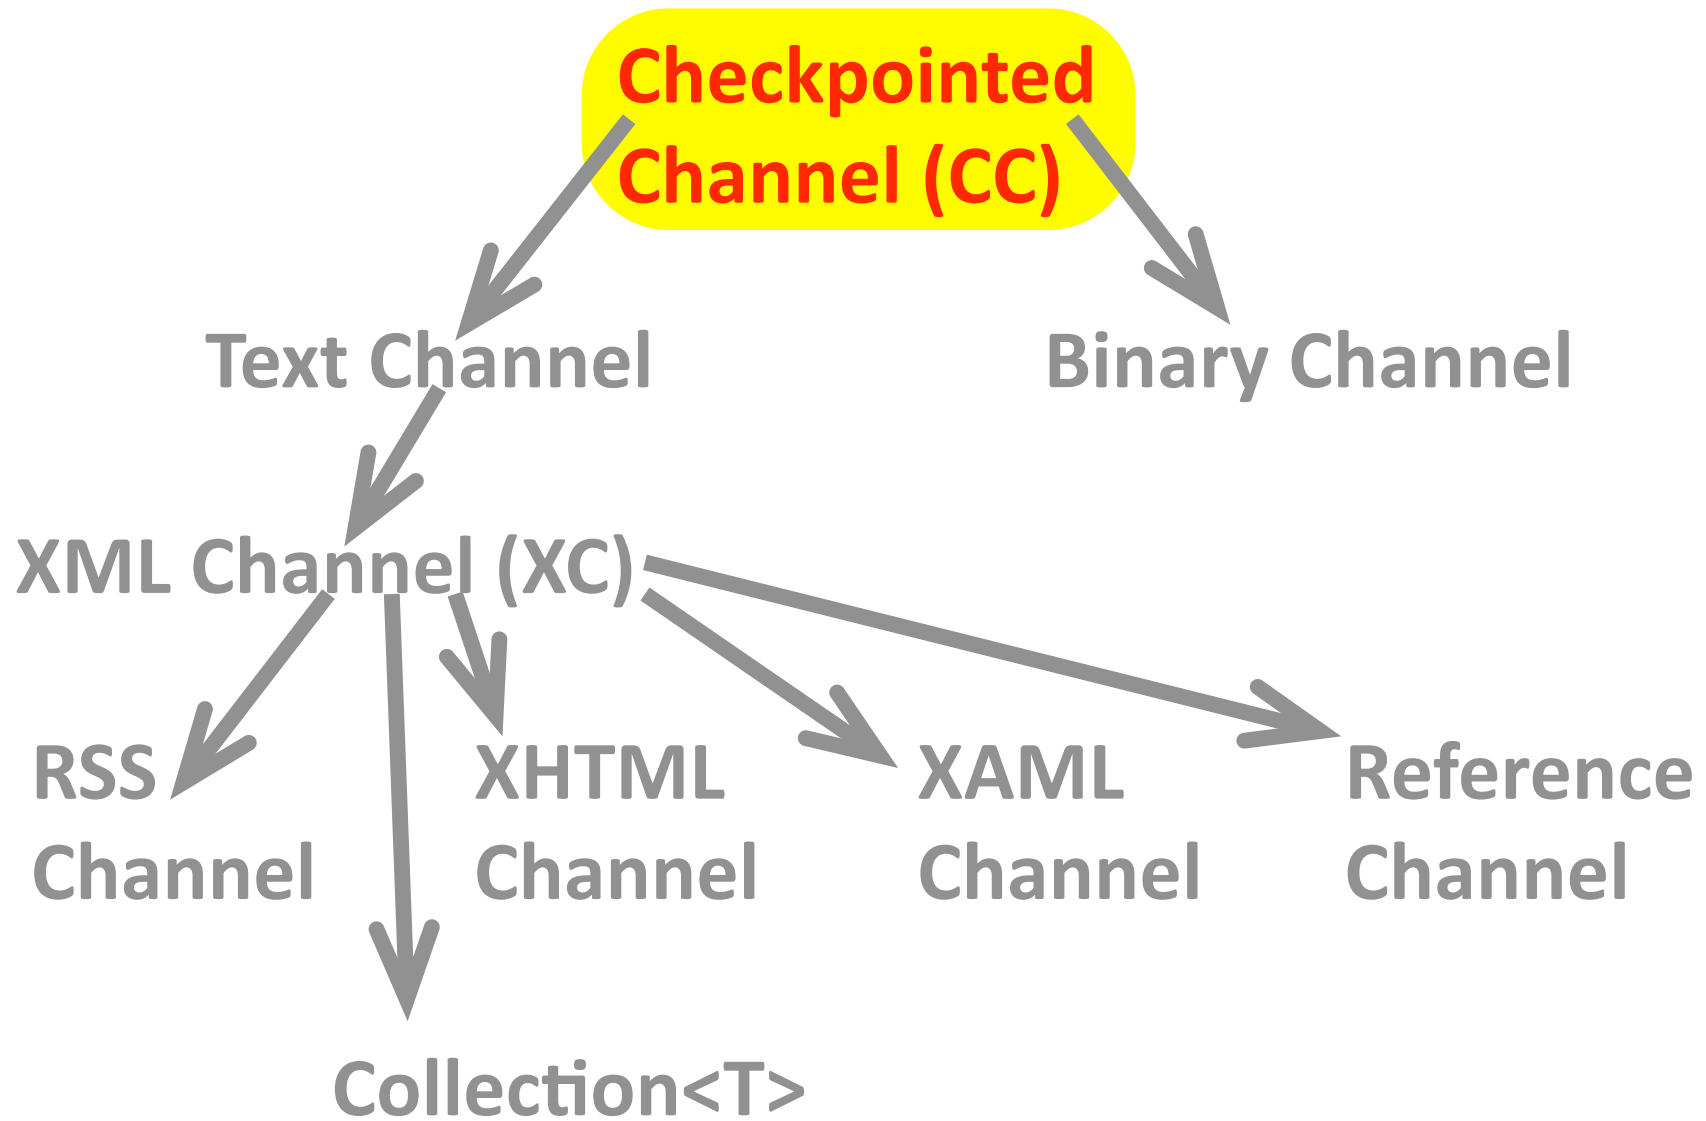 Checkpointed
Channel (CC)
Text Channel
Binary Channel
XML Channel (XC)
RSS
Channel
XHTML
Channel
XAML
Channel
Reference
Channel
Collection<T>